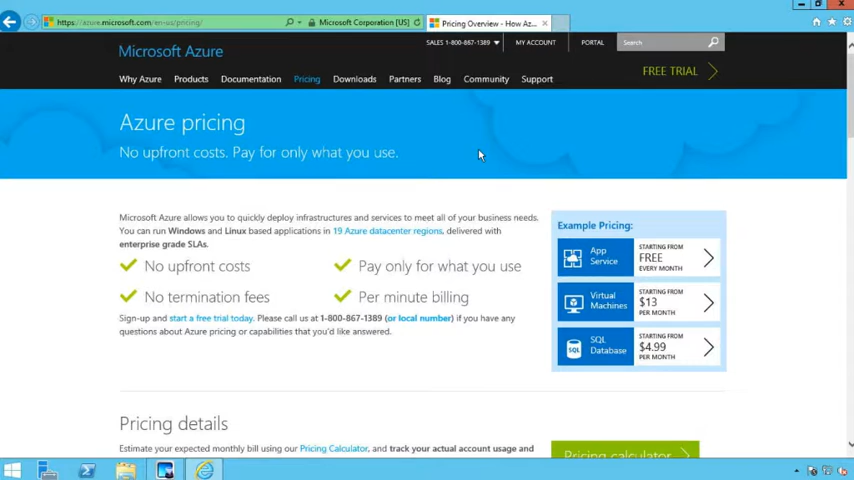 https://azure.microsoft.com/en-us/pricing/
Microsoft Corporation [US]
Pricing Overview - How Az...
Microsoft Azure
SALES 1-800-867-1389
MY ACCOUNT
PORTAL
Search
FREE TRIAL
Why Azure Products Documentation Pricing Downloads Partners Blog Community Support
Azure pricing
No upfront costs. Pay for only what you use.
Microsoft Azure allows you to quickly deploy infrastructures and services to meet all of your business needs.
You can run Windows and Linux based applications in 19 Azure datacenter regions, delivered with
enterprise grade SLAs.
No upfront costs
Pay only for what you use
No termination fees
Per minute billing
Sign-up and start a free trial today. Please call us at 1-800-867-1389 (or local number) if you have any
questions about Azure pricing or capabilities that you'd like answered.
Example Pricing:
App
Service
STARTING FROM
FREE
EVERY MONTH
Virtual
Machines
STARTING FROM
$13
PER MONTH
SQL
SQL
Database
STARTING FROM
$4.99
PER MONTH
Pricing details
Estimate your expected monthly bill using our Pricing Calculator, and track your actual account usage and
Pricing calculator